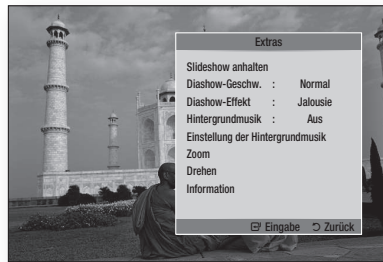 Extras
Slideshow anhalten
Diashow-Geschw. : Normal
Diashow-Effekt : Jalousie
Hintergrundmusik : Aus
Einstellung der Hintergrundmusik
Zoom
Drehen
Information
Eingabe Zurück